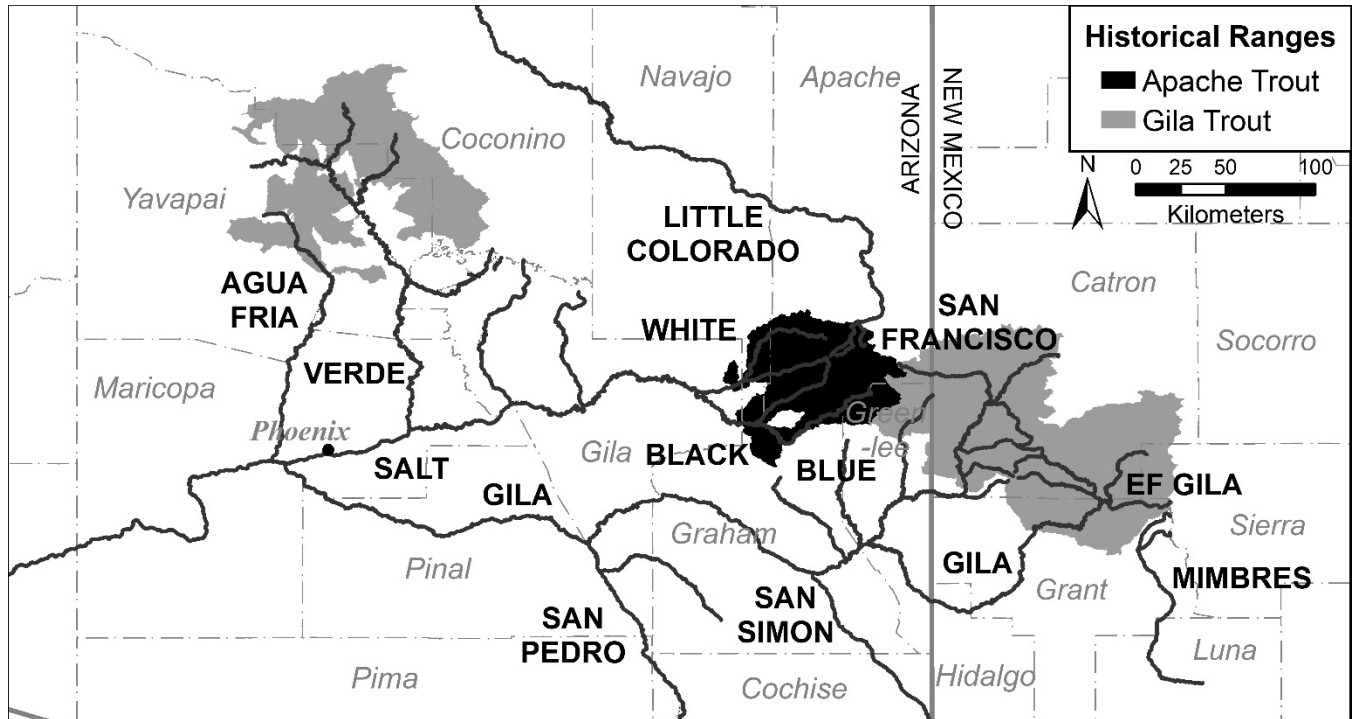 Historical Ranges
Apache Trout
Gila Trout
N
0 25 50 100
Kilometers
Navajo
Apache
ARIZONA
NEW MEXICO
Coconino
Yavapai
LITTLE
COLORADO
Catron
AGUA
FRIA
WHITE
SAN
FRANCISCO
Socorro
VERDE
Maricopa
Green
-lee
Phoenix
Gila
BLACK
BLUE
SALT
GILA
EF GILA
Graham
Sierra
Pinal
GILA
Grant
MIMBRES
SAN
PEDRO
SAN
SIMON
Luna
Pima
Cochise
Hidalgo